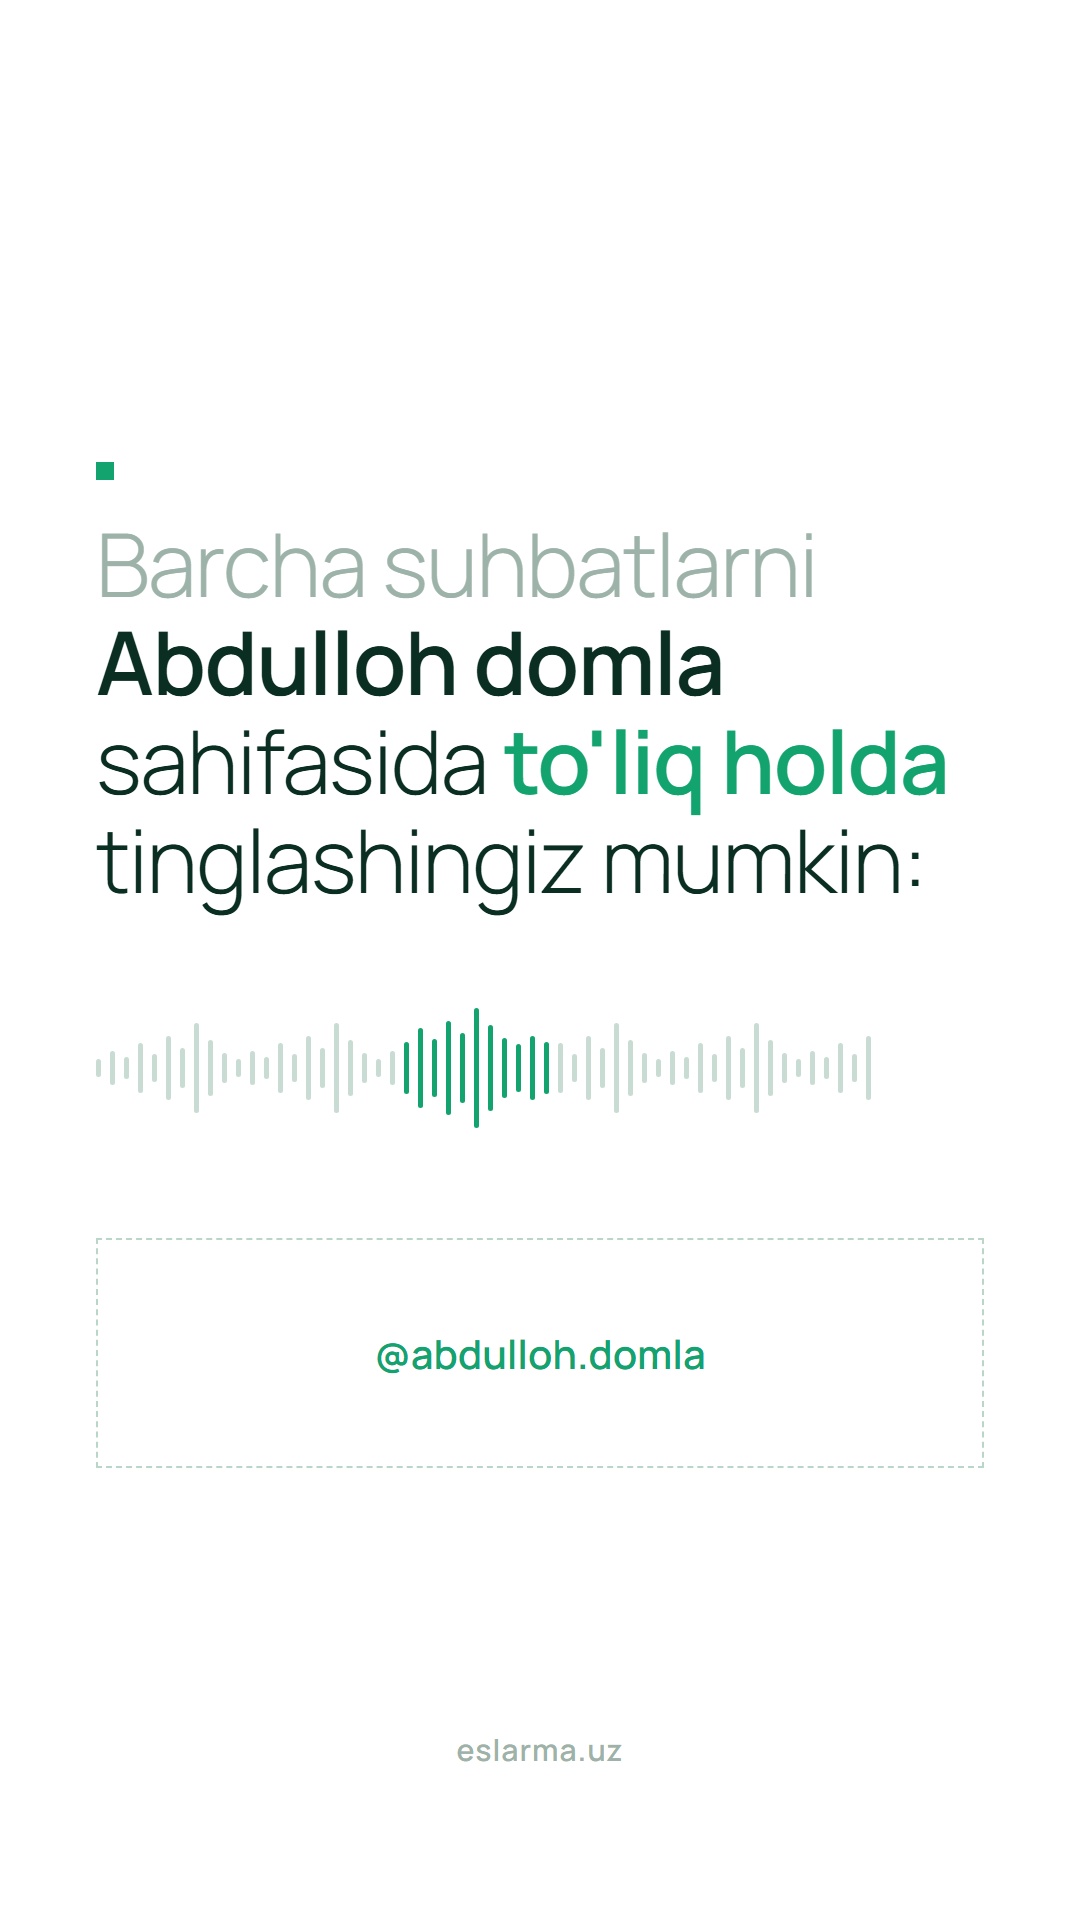 Barcha suhbatlarni
Abdulloh domla
sahifasida to'liq holda
tinglashingiz mumkin:
@abdulloh.domla
eslarma.uz